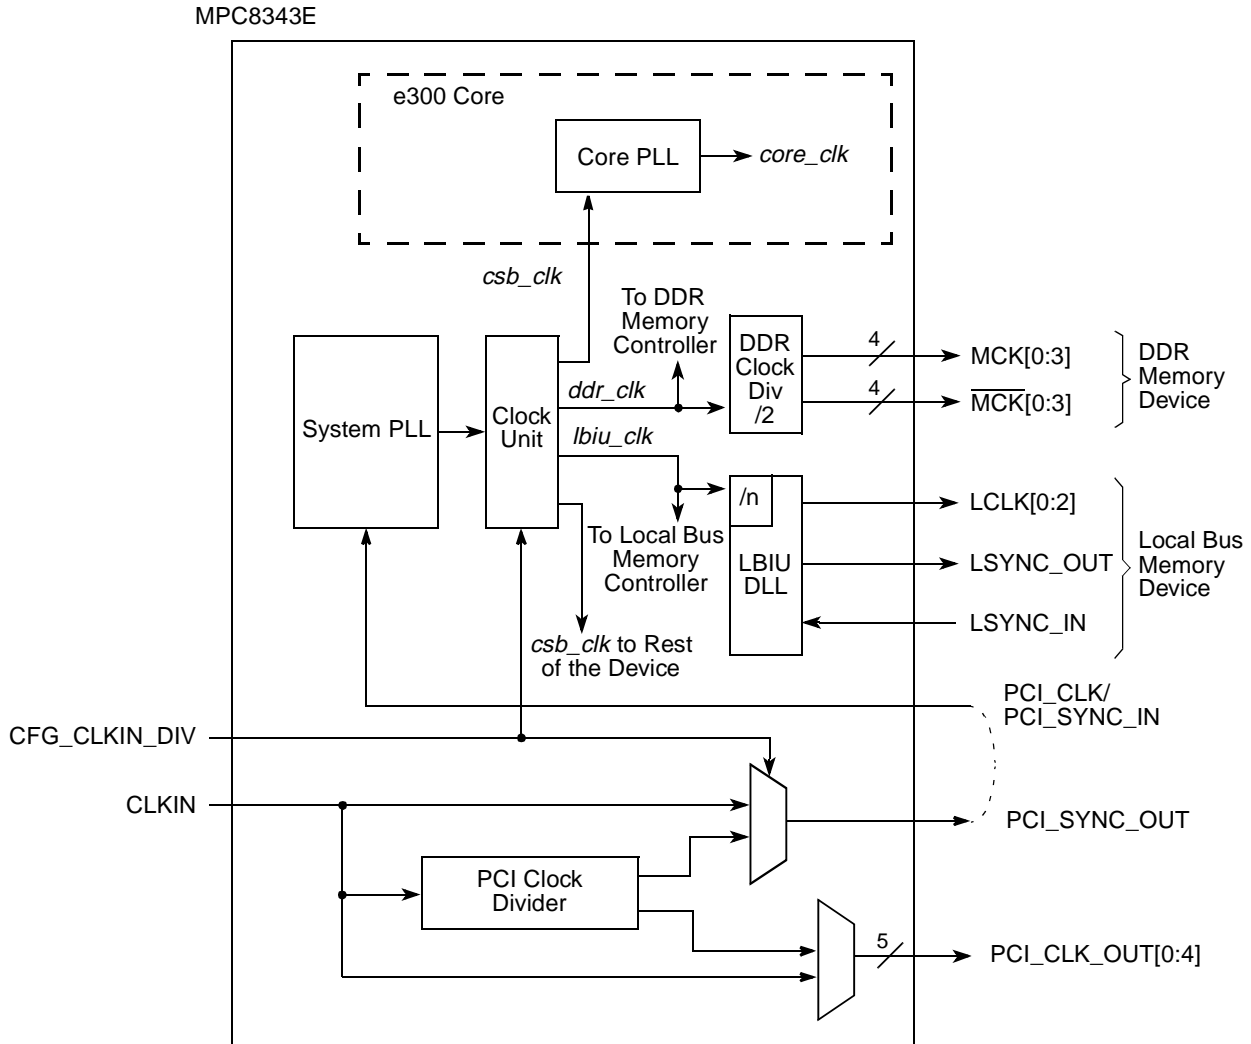 MPC8343E
e300 Core
Core PLL
core_clk
csb_clk
To DDR
Memory
Controller
DDR
Clock
Div
/2
4
MCK[0:3]
4
M̅C̅K̅[0:3]
DDR
Memory
Device
System PLL
Clock
Unit
ddr_clk
lbiu_clk
/n
LBIU
DLL
To Local Bus
Memory
Controller
LCLK[0:2]
LSYNC_OUT
LSYNC_IN
Local Bus
Memory
Device
csb_clk to Rest
of the Device
PCI_CLK/
PCI_SYNC_IN
CFG_CLKIN_DIV
CLKIN
PCI_SYNC_OUT
PCI Clock
Divider
5
PCI_CLK_OUT[0:4]